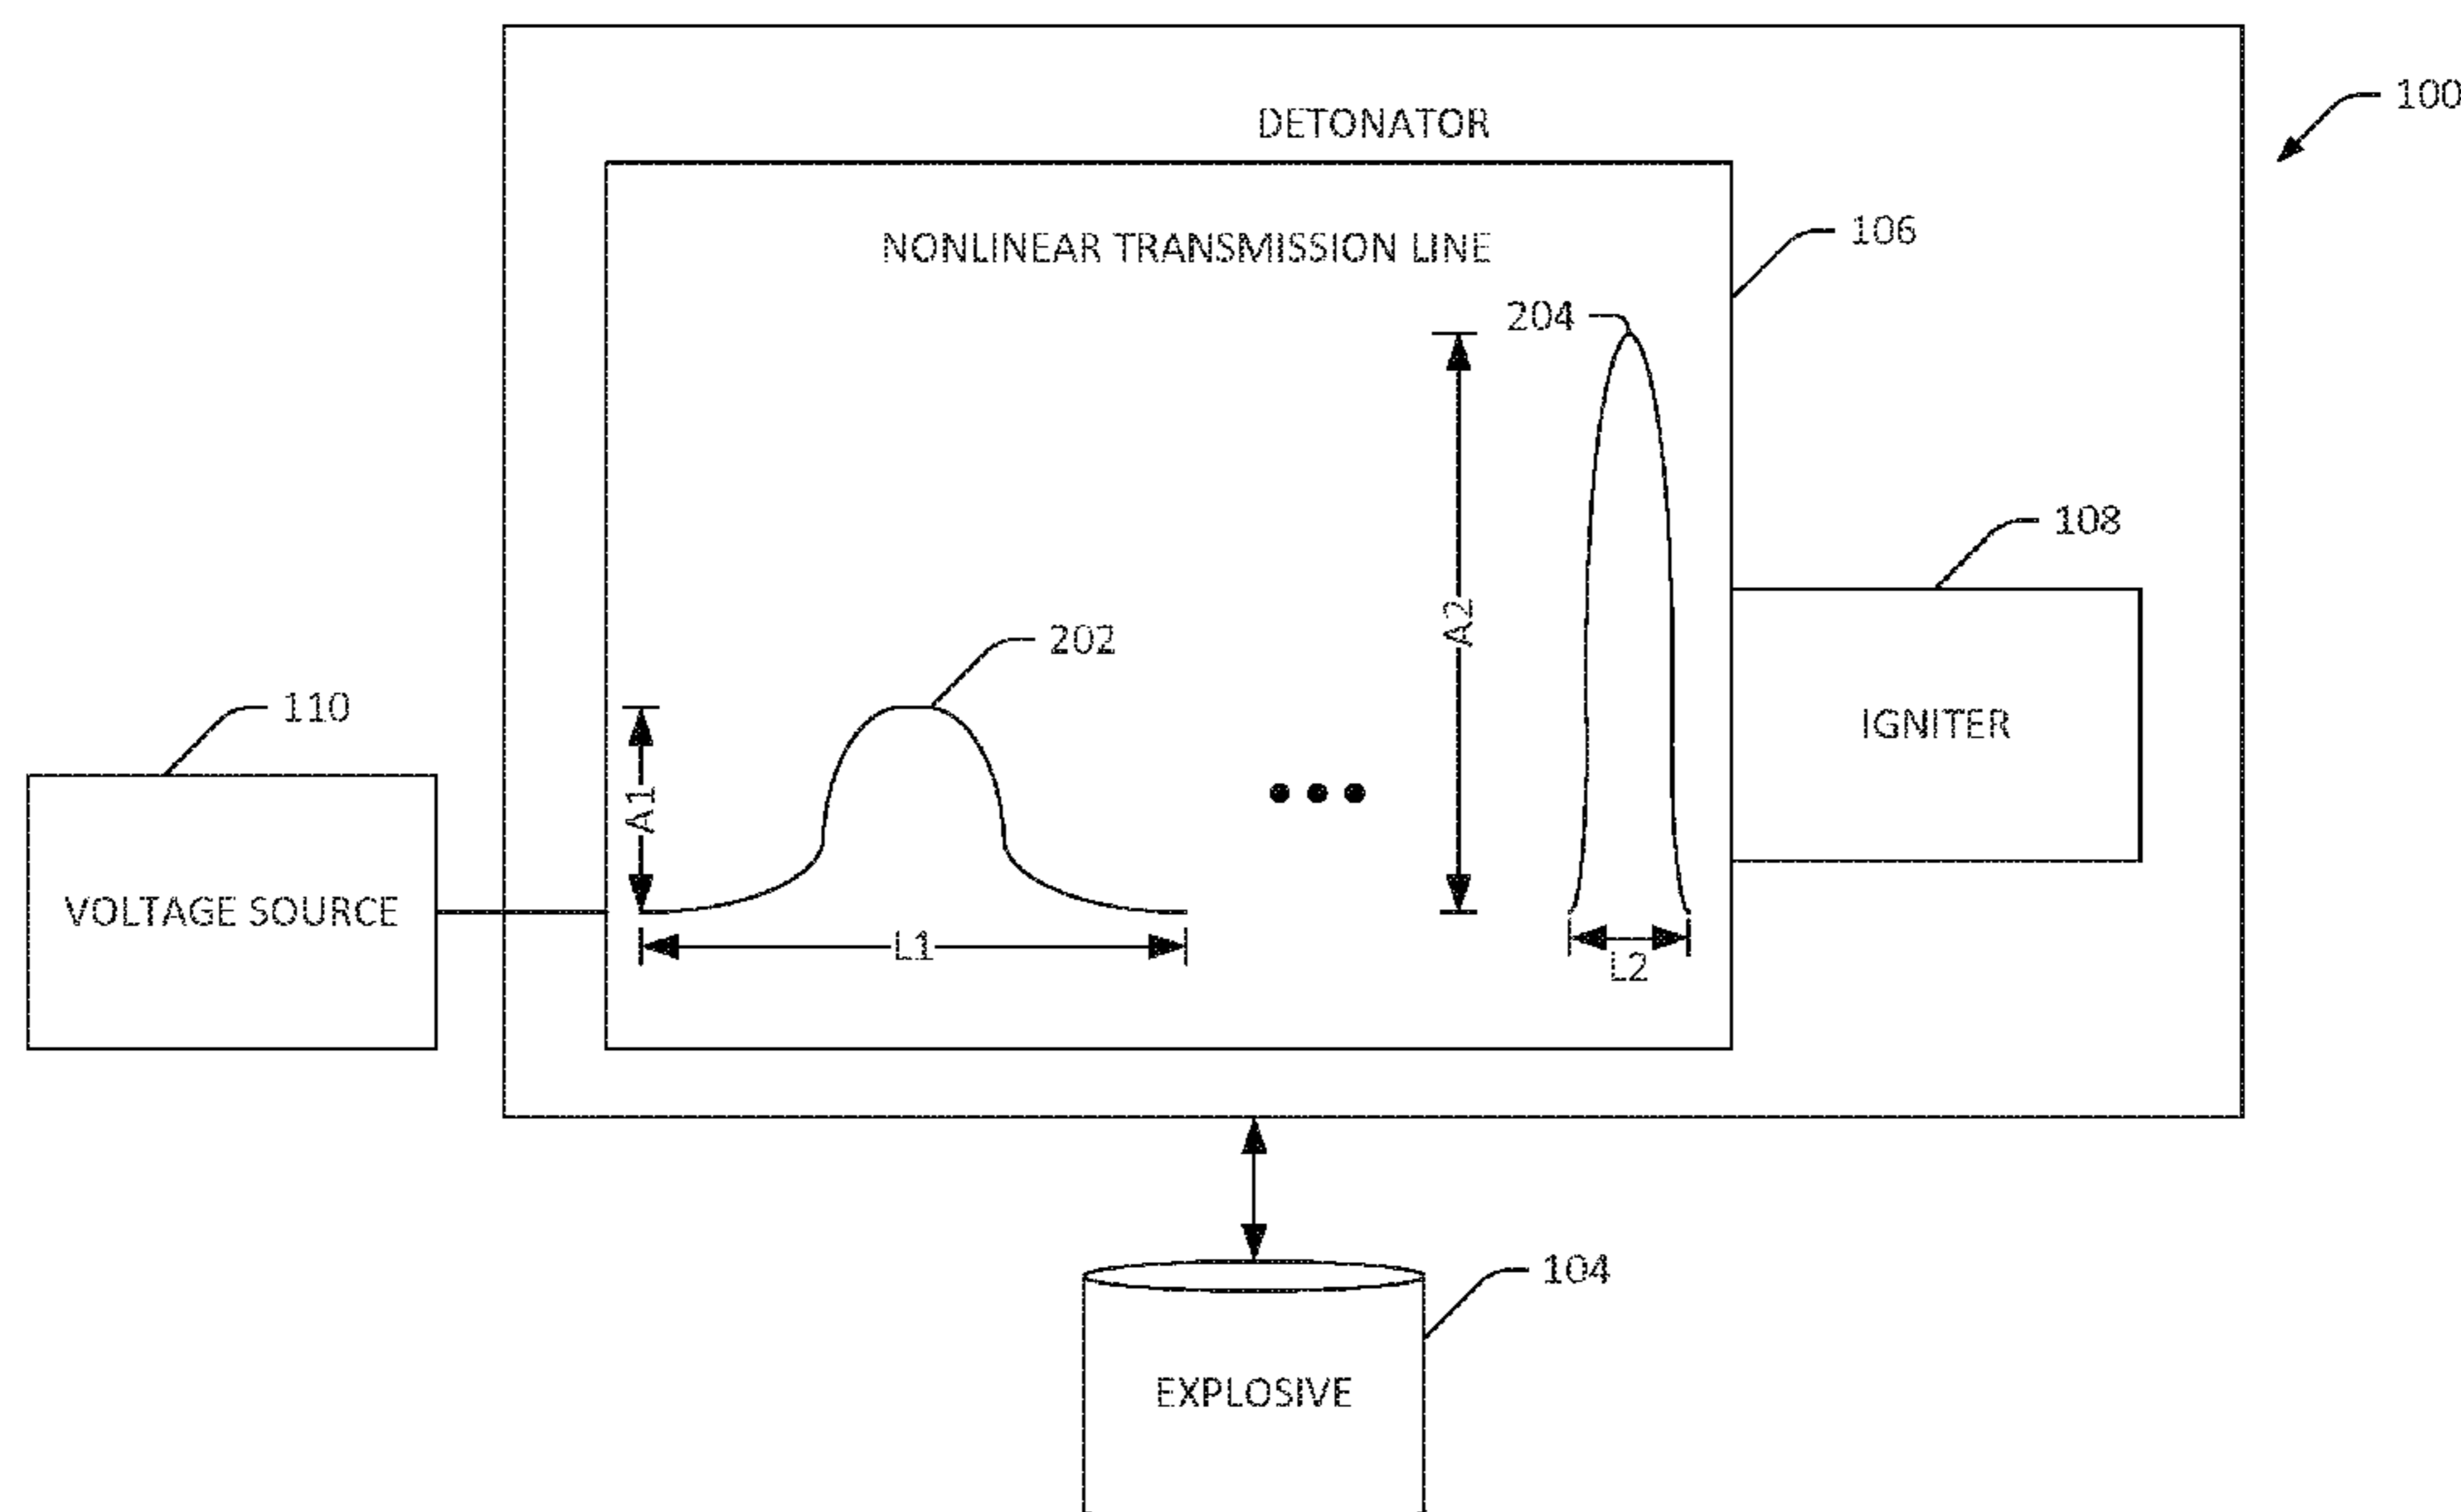 100
DETONATOR
106
NONLINEAR TRANSMISSION LINE
204
A2
108
202
IGNITER
110
A1
VOLTAGE SOURCE
L1
L2
104
EXPLOSIVE